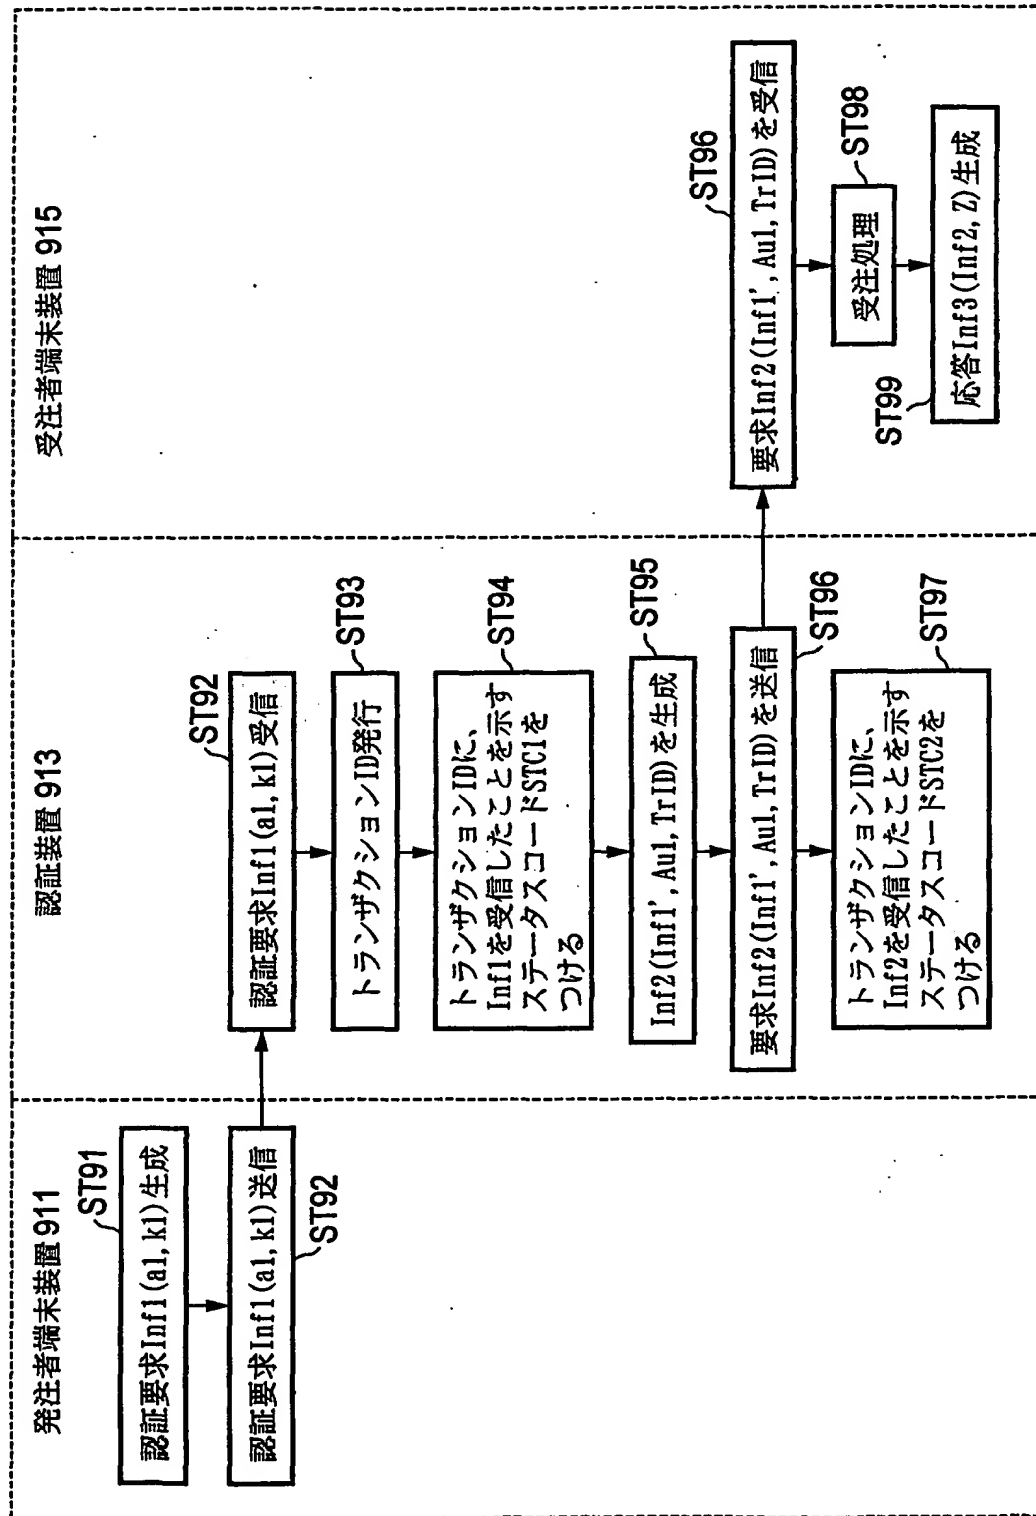 発注者端末装置 911
ST91
認証要求Inf1(a1,k1)生成
認証要求Inf1(a1,k1)送信
ST92
認証装置 913
ST92
認証要求Inf1(a1,k1)受信
ST93
トランザクションID発行
ST94
トランザクションIDに、
Inf1を受信したことを示す
ステータスコードSTC1を
つける
ST95
Inf2(Inf1',Au1,TrID)を生成
要求Inf2(Inf1',Au1,TrID)を送信
ST96
ST97
トランザクションIDに、
Inf2を受信したことを示す
ステータスコードSTC2を
つける
受注者端末装置 915
ST96
要求Inf2(Inf1',Au1,TrID)を受信
ST98
受注処理
ST99
応答Inf3(Inf2,Z)生成